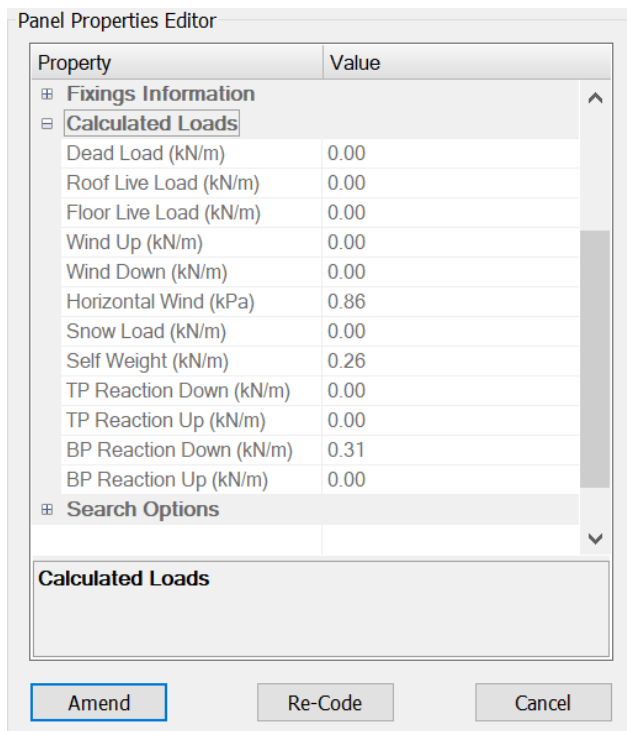 Panel Properties Editor
Property Value
Fixings Information
Calculated Loads
Dead Load (kN/m) 0.00
Roof Live Load (kN/m) 0.00
Floor Live Load (kN/m) 0.00
Wind Up (kN/m) 0.00
Wind Down (kN/m) 0.00
Horizontal Wind (kPa) 0.86
Snow Load (kN/m) 0.00
Self Weight (kN/m) 0.26
TP Reaction Down (kN/m) 0.00
TP Reaction Up (kN/m) 0.00
BP Reaction Down (kN/m) 0.31
BP Reaction Up (kN/m) 0.00
Search Options
Calculated Loads
Amend Re-Code Cancel